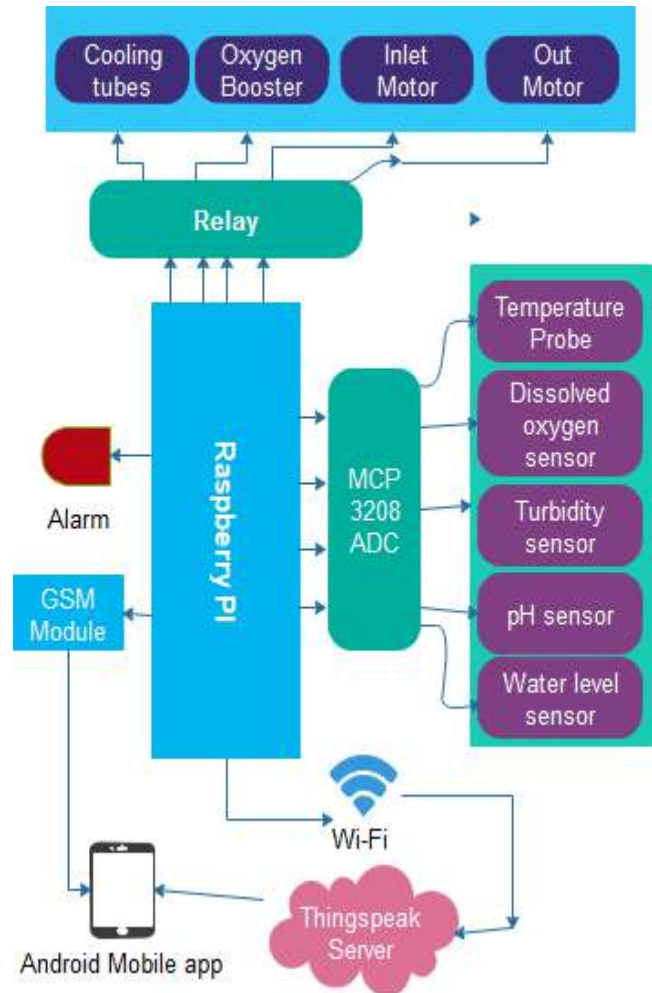 Cooling
tubes
Oxygen
Booster
Inlet
Motor
Out
Motor
Relay
Raspberry PI
Alarm
GSM
Module
MCP
3208
ADC
Temperature
Probe
Dissolved
oxygen
sensor
Turbidity
sensor
pH sensor
Water level
sensor
Wi-Fi
Thingspeak
Server
Android Mobile app